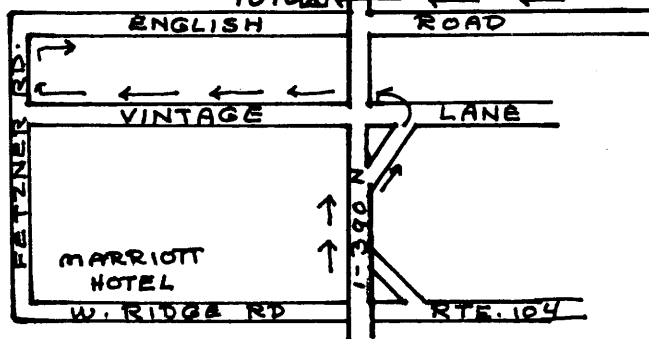 ENGLISH ROAD
FETZNER RD.
VINTAGE LANE
I-390 N
MARRIOTT
HOTEL
W. RIDGE RD RTE. 104